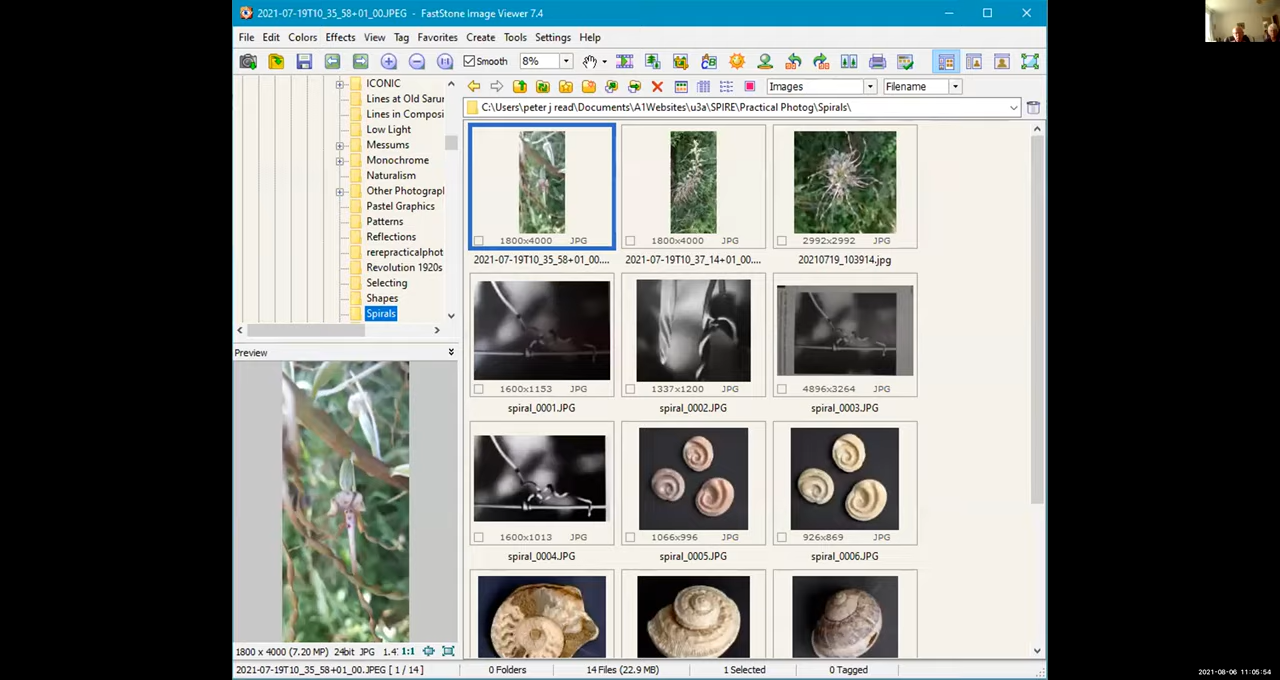 2021-07-19T10_35_58+01_00.JPEG - FastStone Image Viewer 7.4
File Edit Colors Effects View Tag Favorites Create Tools Settings Help
Smooth 8%
Images Filename
C:\Users\peter j read\Documents\A1Websites\u3a\SPIRE\Practical Photog\Spirals\
ICONIC
Lines at Old Sarur
Lines in Composi
Low Light
Messums
Monochrome
Naturalism
Other Photograph
Pastel Graphics
Patterns
Reflections
rerepracticalphot
Revolution 1920s
Selecting
Shapes
Spirals
1800x4000 JPG
1800x4000 JPG
2992x2992 JPG
2021-07-19T10_35_58+01_00....
2021-07-19T10_37_14+01_00....
20210719_103914.jpg
1600x1153 JPG
1337x1200 JPG
4896x3264 JPG
spiral_0001.JPG
spiral_0002.JPG
spiral_0003.JPG
1600x1013 JPG
1066x996 JPG
926x869 JPG
spiral_0004.JPG
spiral_0005.JPG
spiral_0006.JPG
Preview
1800 x 4000 (7.20 MP) 24bit JPG 1.4 1:1
2021-07-19T10_35_58+01_00.JPEG [ 1 / 14 ]
0 Folders
14 Files (22.9 MB)
1 Selected
0 Tagged
2021-08-06 11:05:54